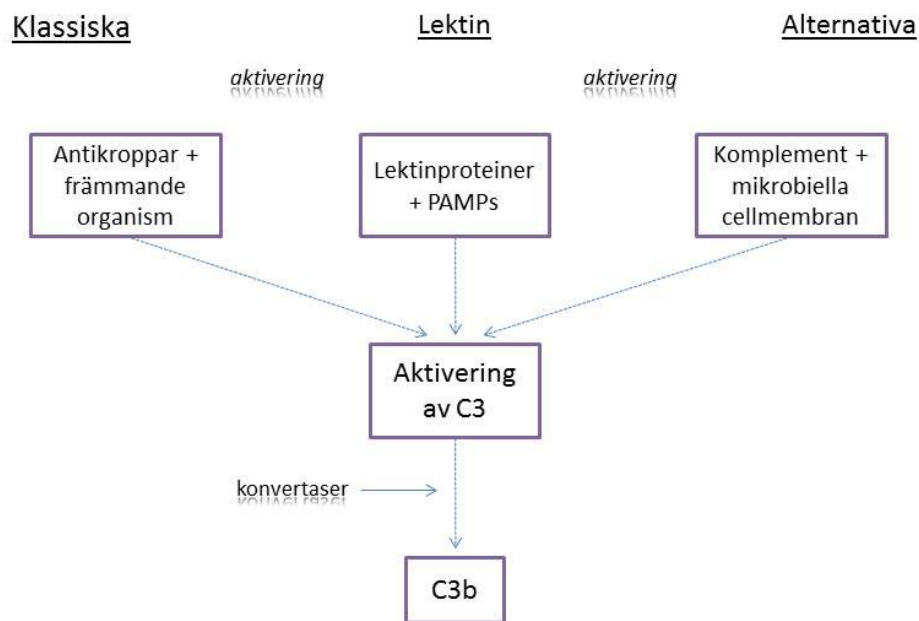 Klassiska
Lektin
Alternativa
aktivering
aktivering
Antikroppar +
främmande
organism
Lektinproteiner
+ PAMPs
Komplement +
mikrobiella
cellmembran
Aktivering
av C3
konvertaser
C3b